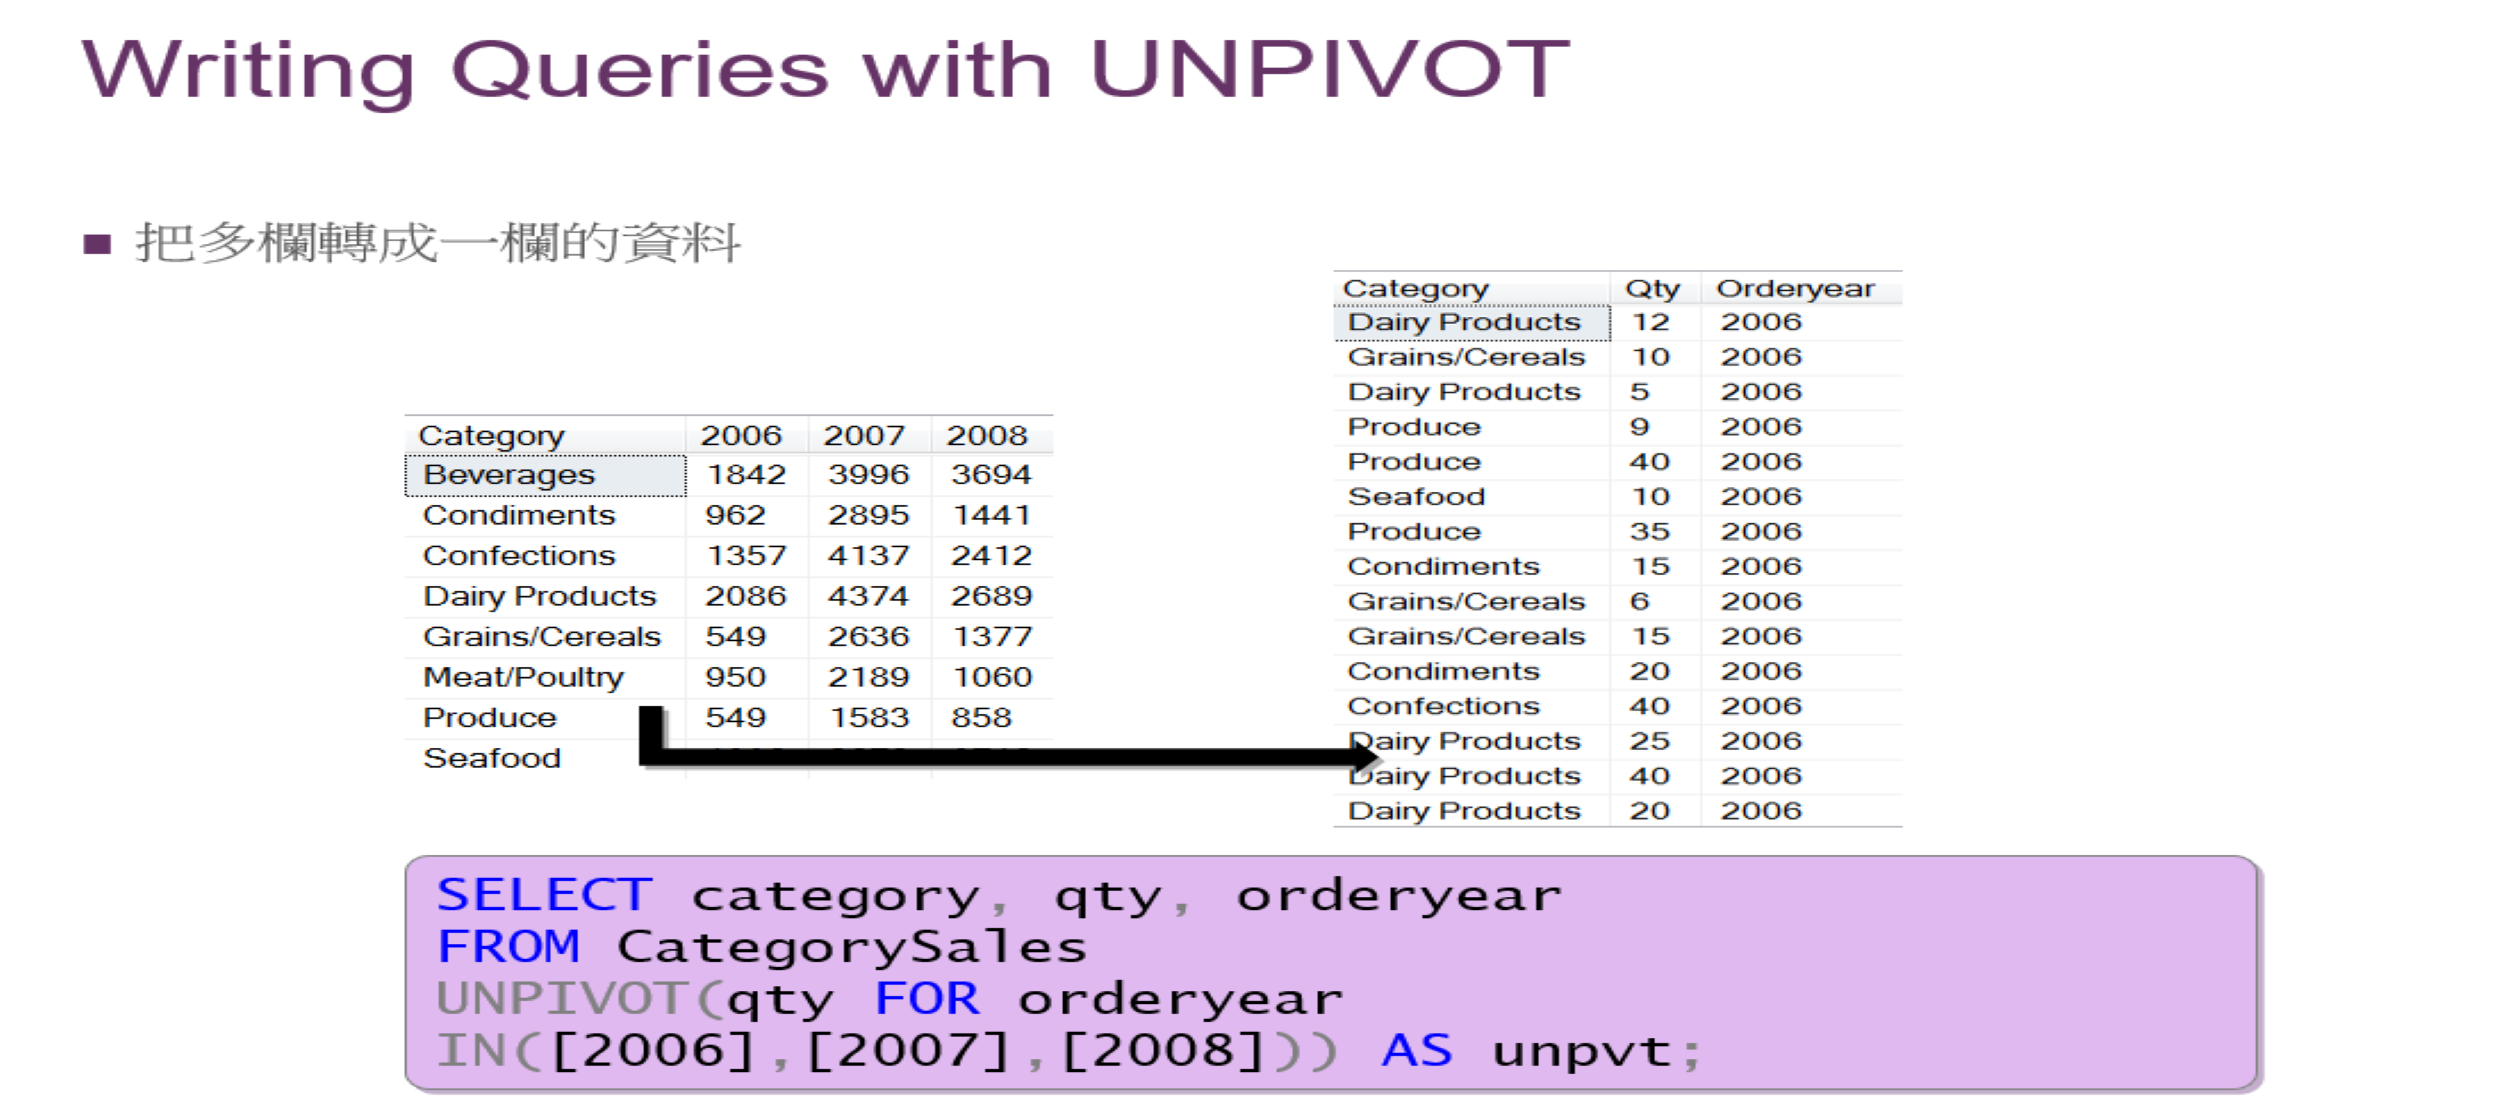 Writing Queries with UNPIVOT
把多欄轉成一欄的資料
Category 2006 2007 2008
Beverages 1842 3996 3694
Condiments 962 2895 1441
Confections 1357 4137 2412
Dairy Products 2086 4374 2689
Grains/Cereals 549 2636 1377
Meat/Poultry 950 2189 1060
Produce 549 1583 858
Seafood
Category Qty Orderyear
Dairy Products 12 2006
Grains/Cereals 10 2006
Dairy Products 5 2006
Produce 9 2006
Produce 40 2006
Seafood 10 2006
Produce 35 2006
Condiments 15 2006
Grains/Cereals 6 2006
Grains/Cereals 15 2006
Condiments 20 2006
Confections 40 2006
Dairy Products 25 2006
Dairy Products 40 2006
Dairy Products 20 2006
SELECT category, qty, orderyear
FROM CategorySales
UNPIVOT(qty FOR orderyear
IN([2006],[2007],[2008])) AS unpvt;